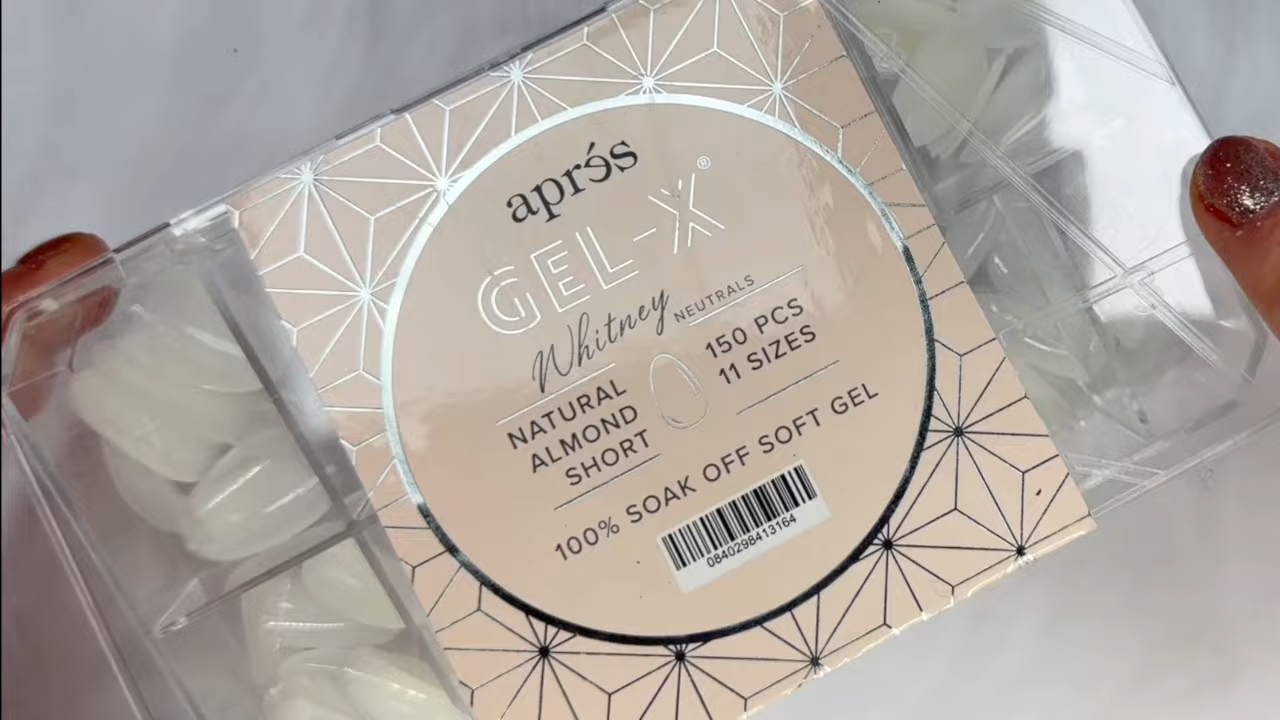 aprés
GEL-X®
Whitney NEUTRALS
NATURAL
ALMOND
SHORT
150 PCS
11 SIZES
100% SOAK OFF SOFT GEL
0840298413164